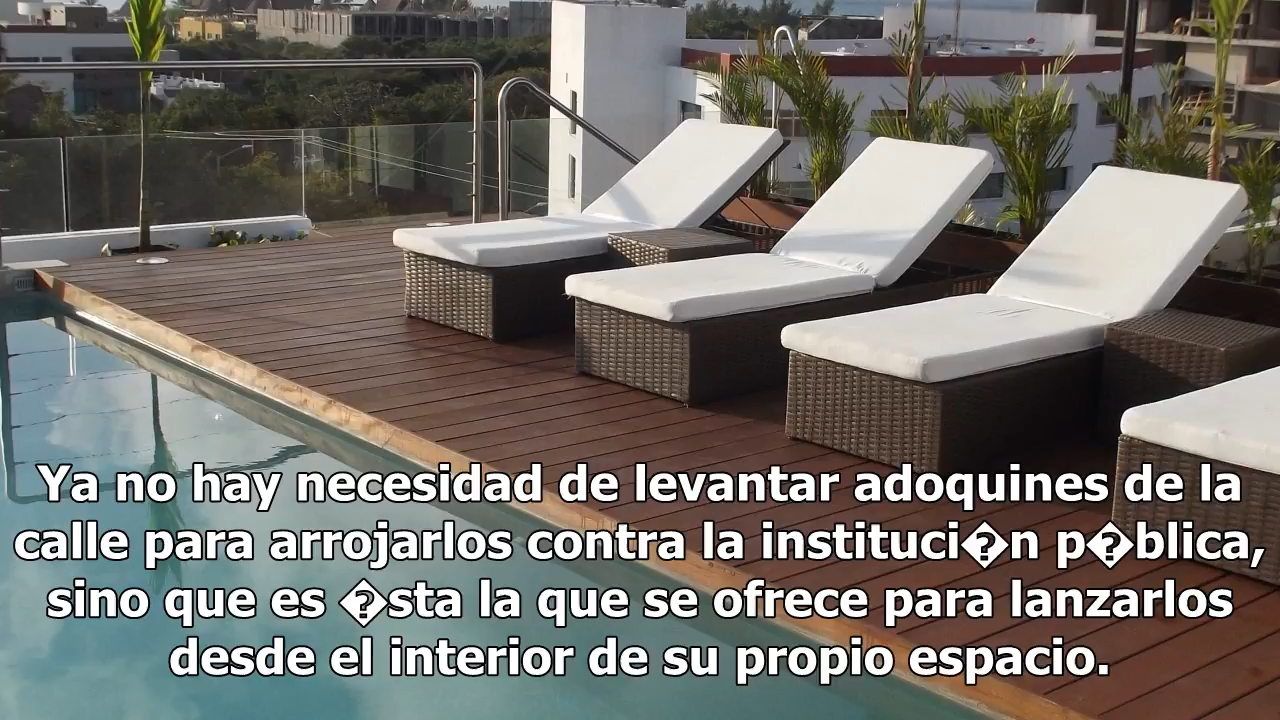 Ya no hay necesidad de levantar adoquines de la
calle para arrojarlos contra la instituci�n p�blica,
sino que es �sta la que se ofrece para lanzarlos
desde el interior de su propio espacio.